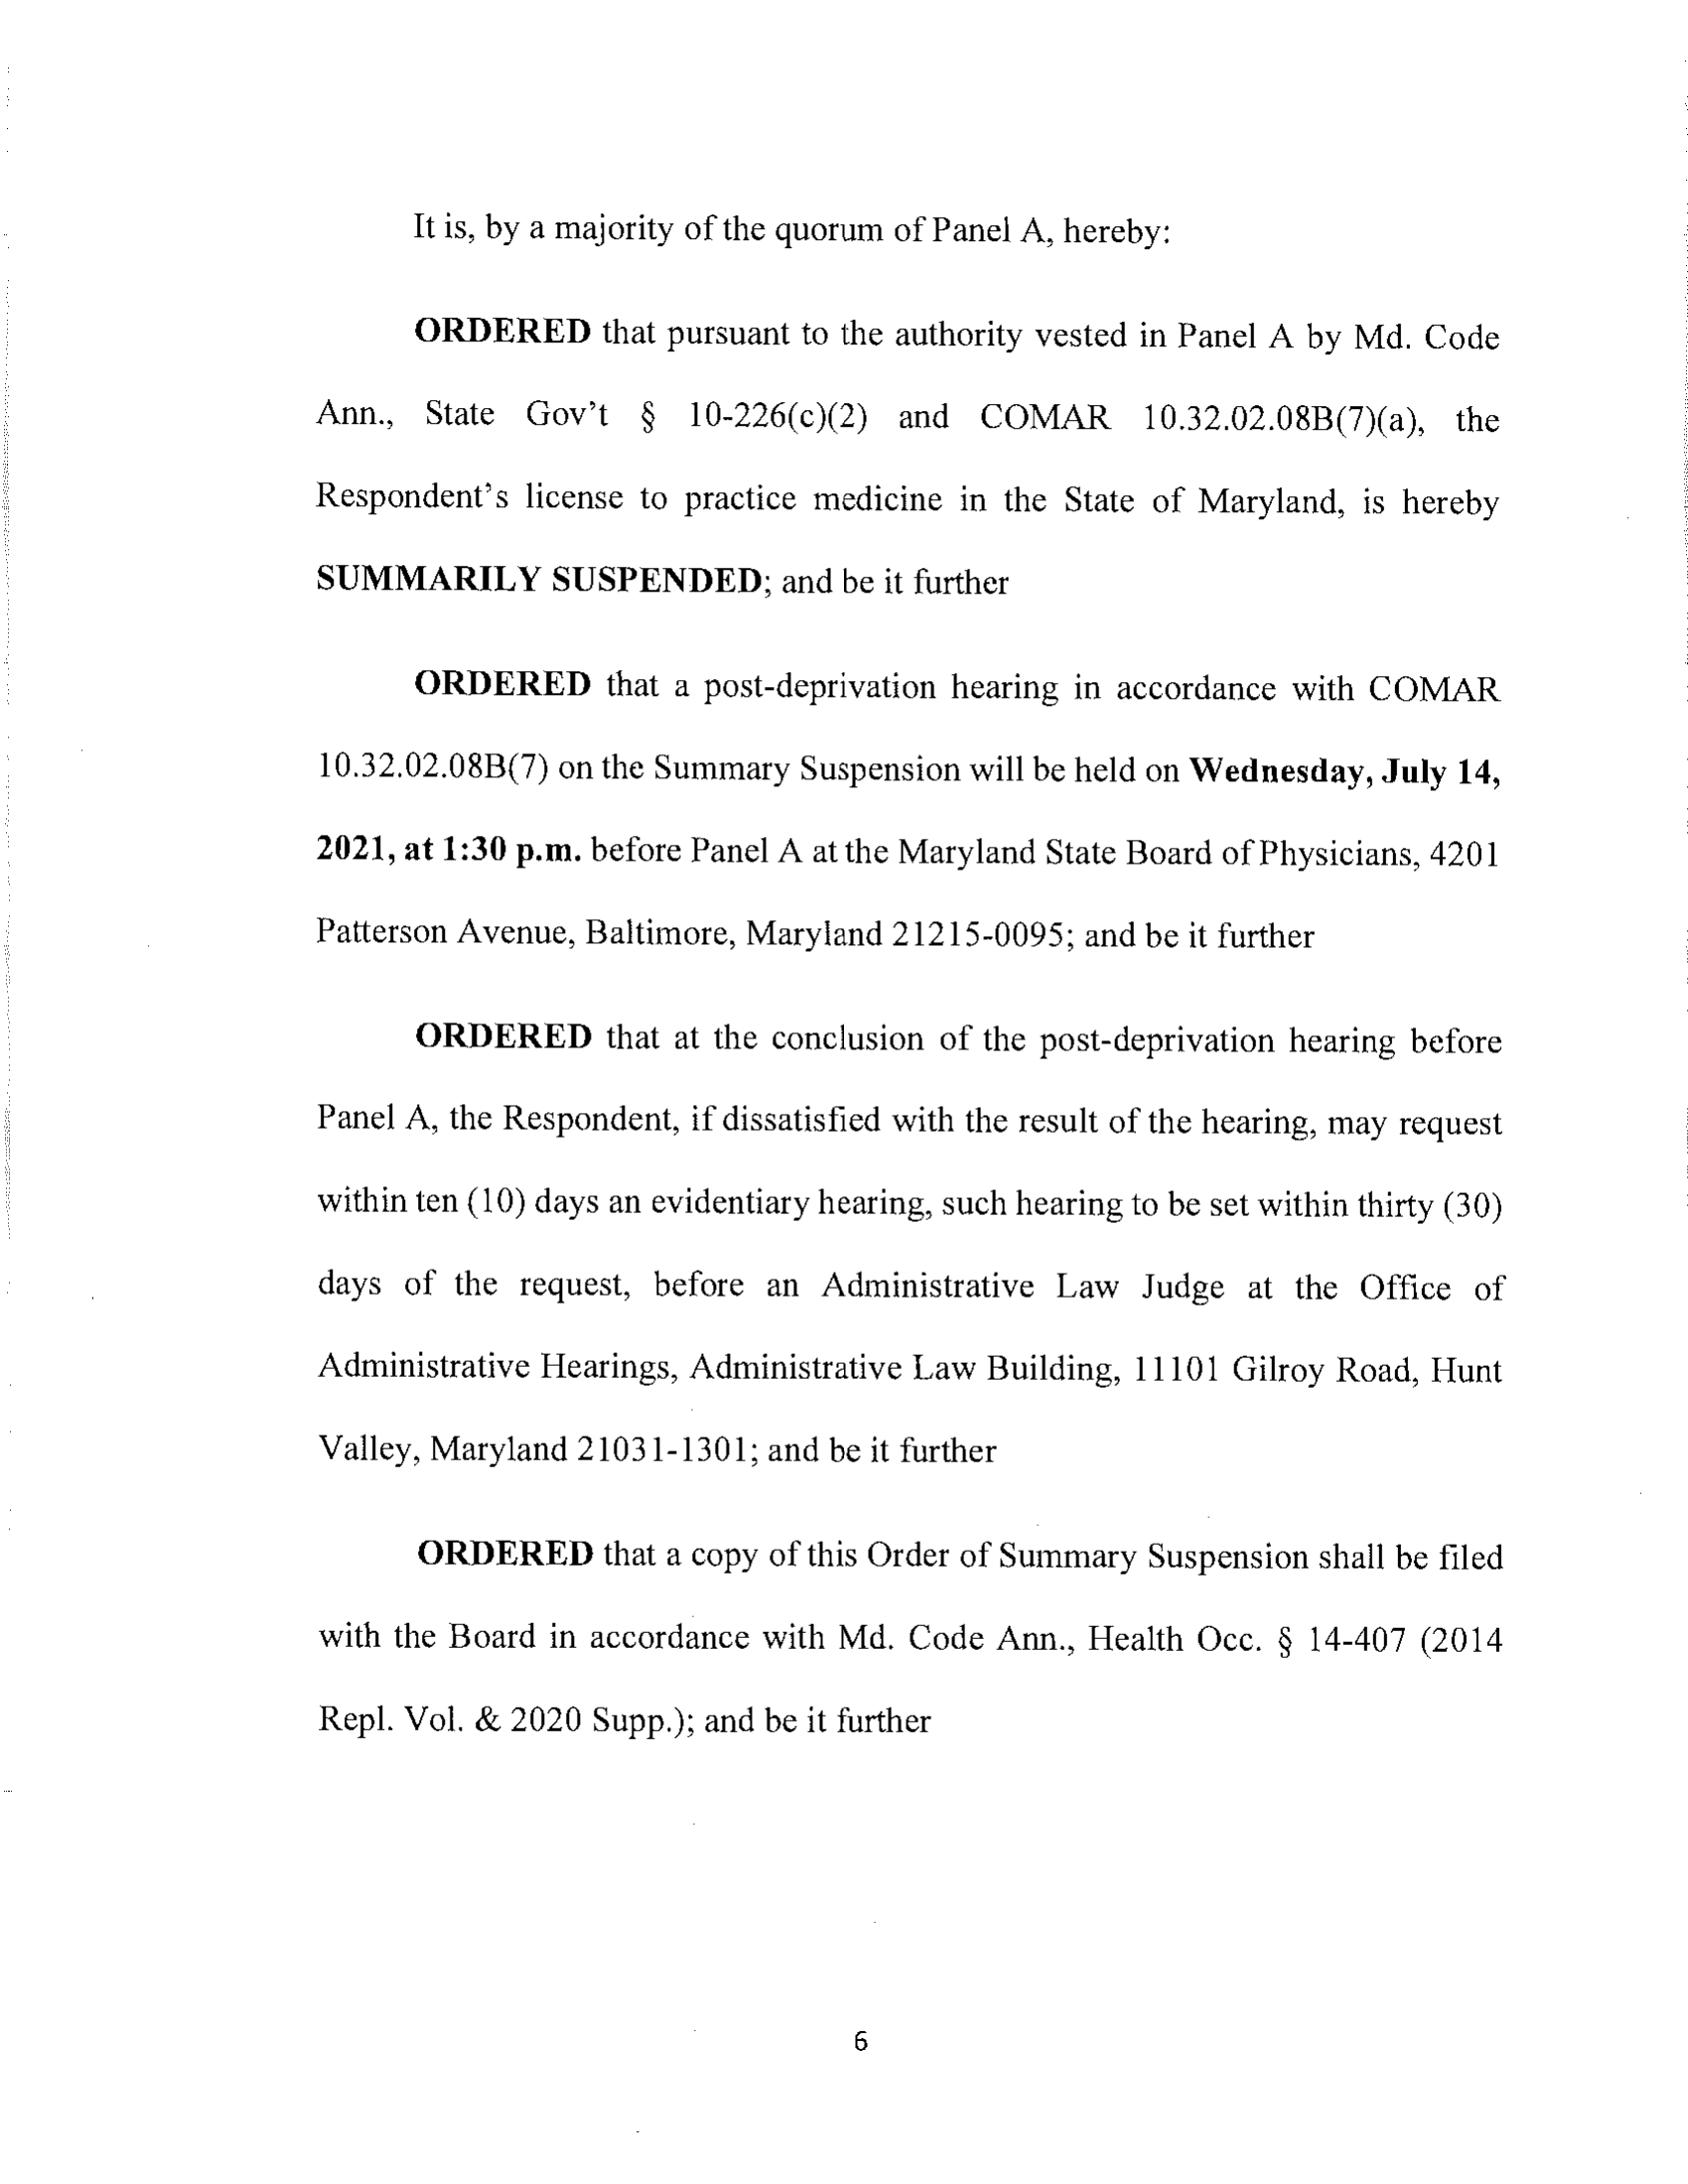 It is, by a majority of the quorum of Panel A, hereby:
ORDERED that pursuant to the authority vested in Panel A by Md. Code
Ann., State Gov't § 10-226(c)(2) and COMAR 10.32.02.08B(7)(a), the
Respondent's license to practice medicine in the State of Maryland, is hereby
SUMMARILY SUSPENDED; and be it further
ORDERED that a post-deprivation hearing in accordance with COMAR
10.32.02.08B(7) on the Summary Suspension will be held on Wednesday, July 14,
2021, at 1:30 p.m. before Panel A at the Maryland State Board of Physicians, 4201
Patterson Avenue, Baltimore, Maryland 21215-0095; and be it further
ORDERED that at the conclusion of the post-deprivation hearing before
Panel A, the Respondent, if dissatisfied with the result of the hearing, may request
within ten (10) days an evidentiary hearing, such hearing to be set within thirty (30)
days of the request, before an Administrative Law Judge at the Office of
Administrative Hearings, Administrative Law Building, 11101 Gilroy Road, Hunt
Valley, Maryland 21031-1301; and be it further
ORDERED that a copy of this Order of Summary Suspension shall be filed
with the Board in accordance with Md. Code Ann., Health Occ. § 14-407 (2014
Repl. Vol. & 2020 Supp.); and be it further
6